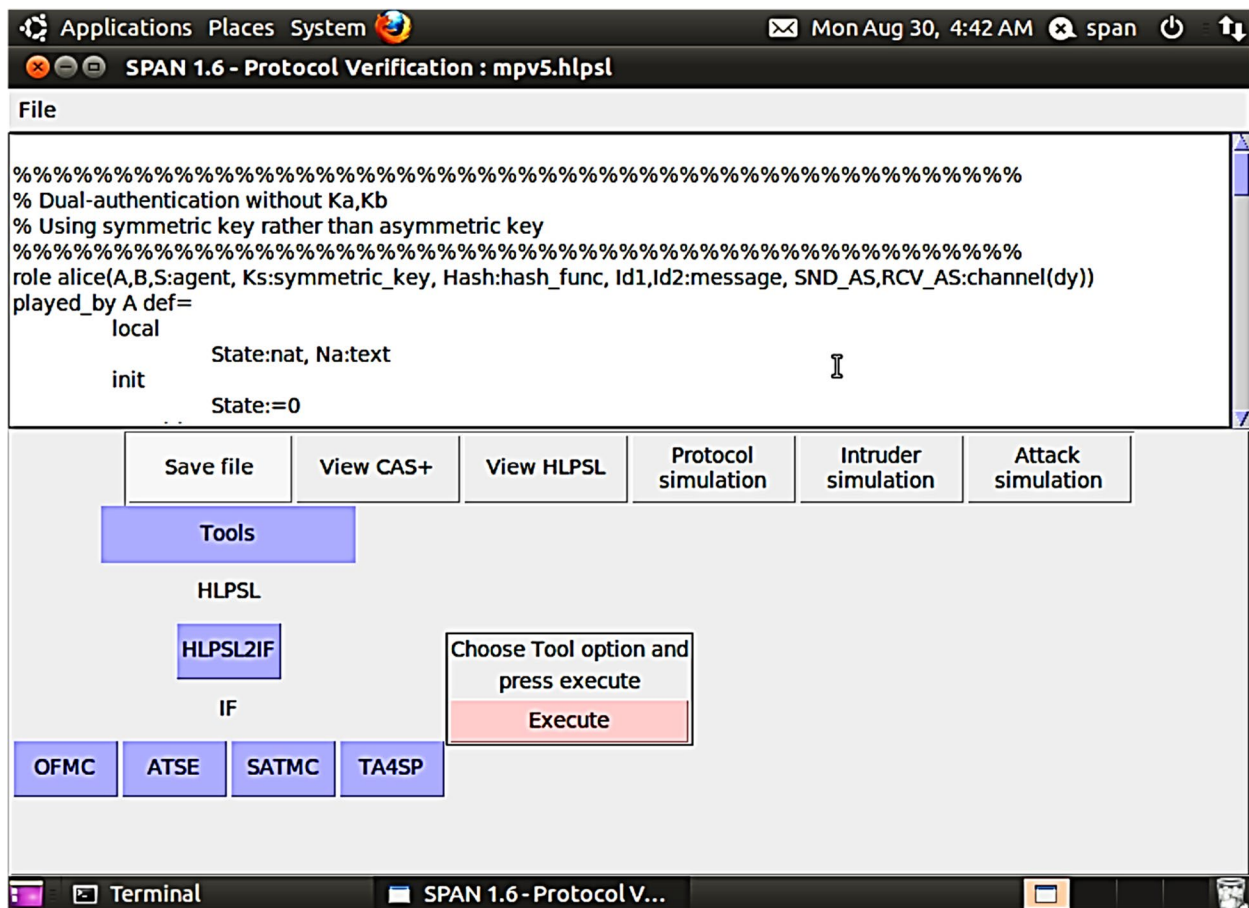 Applications Places System Mon Aug 30, 4:42 AM span
SPAN 1.6 - Protocol Verification : mpv5.hlpsl
File
%%%%%%%%%%%%%%%%%%%%%%%%%%%%%%%%%%%%%%%%%%%%%%%%%%
% Dual-authentication without Ka,Kb
% Using symmetric key rather than asymmetric key
%%%%%%%%%%%%%%%%%%%%%%%%%%%%%%%%%%%%%%%%%%%%%%%%%%
role alice(A,B,S:agent, Ks:symmetric_key, Hash:hash_func, Id1,Id2:message, SND_AS,RCV_AS:channel(dy))
played_by A def=
local
State:nat, Na:text
init
State:=0
Save file View CAS+ View HLPSL Protocol simulation Intruder simulation Attack simulation
Tools
HLPSL
HLPSL2IF
Choose Tool option and
press execute
IF
Execute
OFMC ATSE SATMC TA4SP
Terminal SPAN 1.6 - Protocol V...